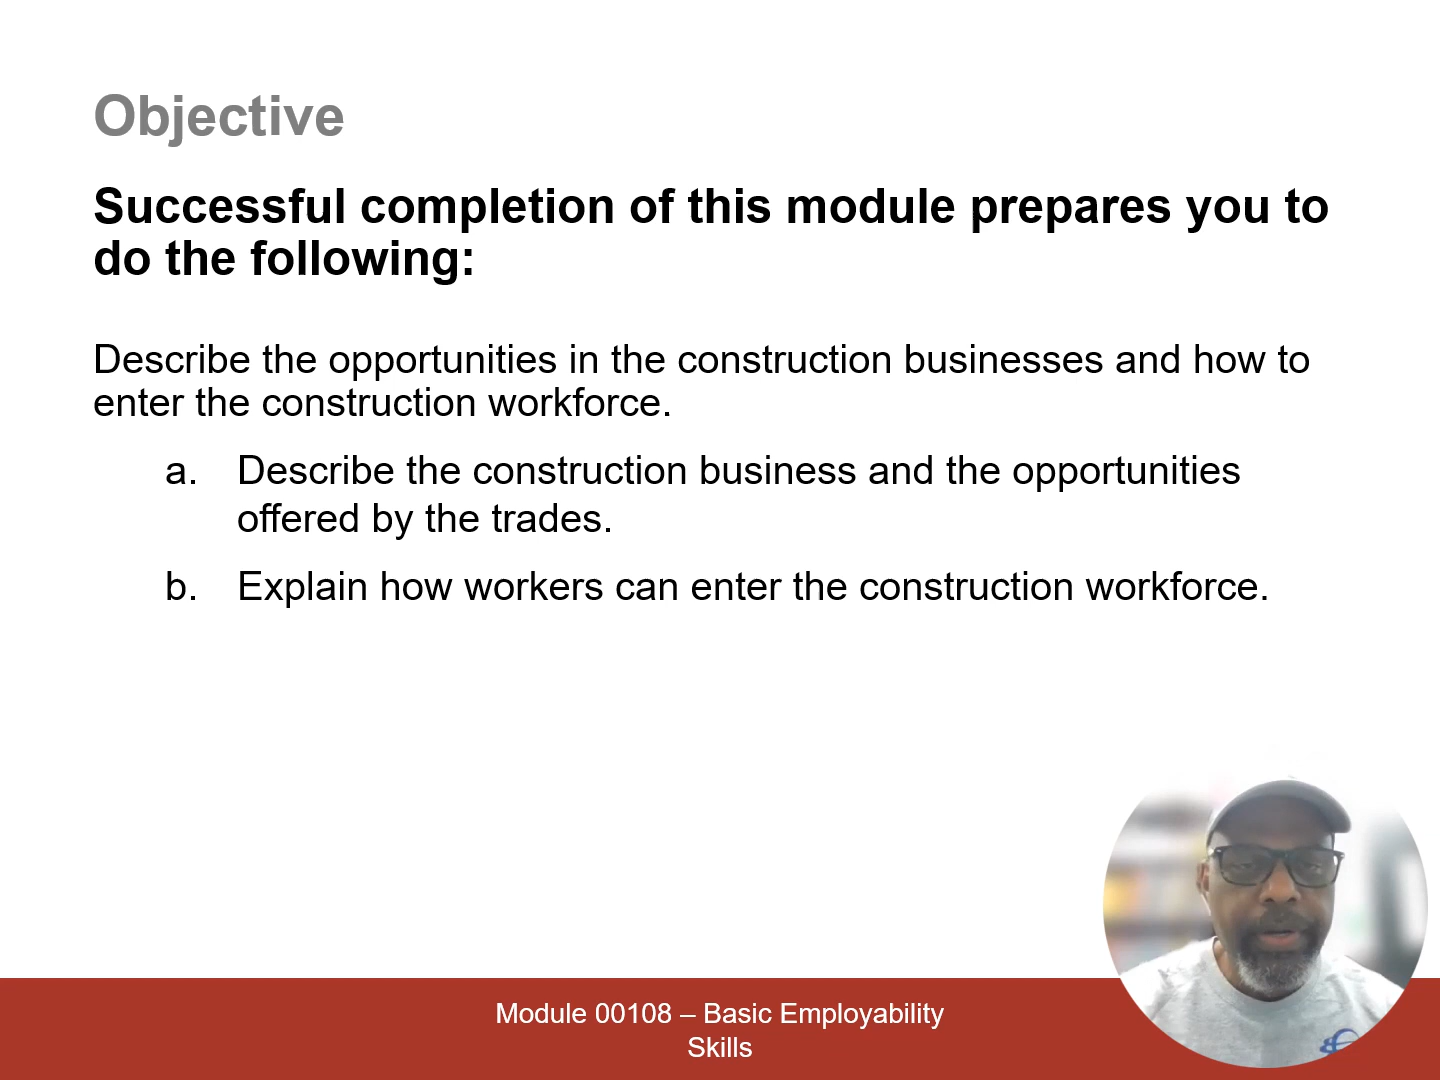 Objective
Successful completion of this module prepares you to
do the following:
Describe the opportunities in the construction businesses and how to
enter the construction workforce.
a. Describe the construction business and the opportunities
offered by the trades.
b. Explain how workers can enter the construction workforce.
Module 00108 – Basic Employability
Skills